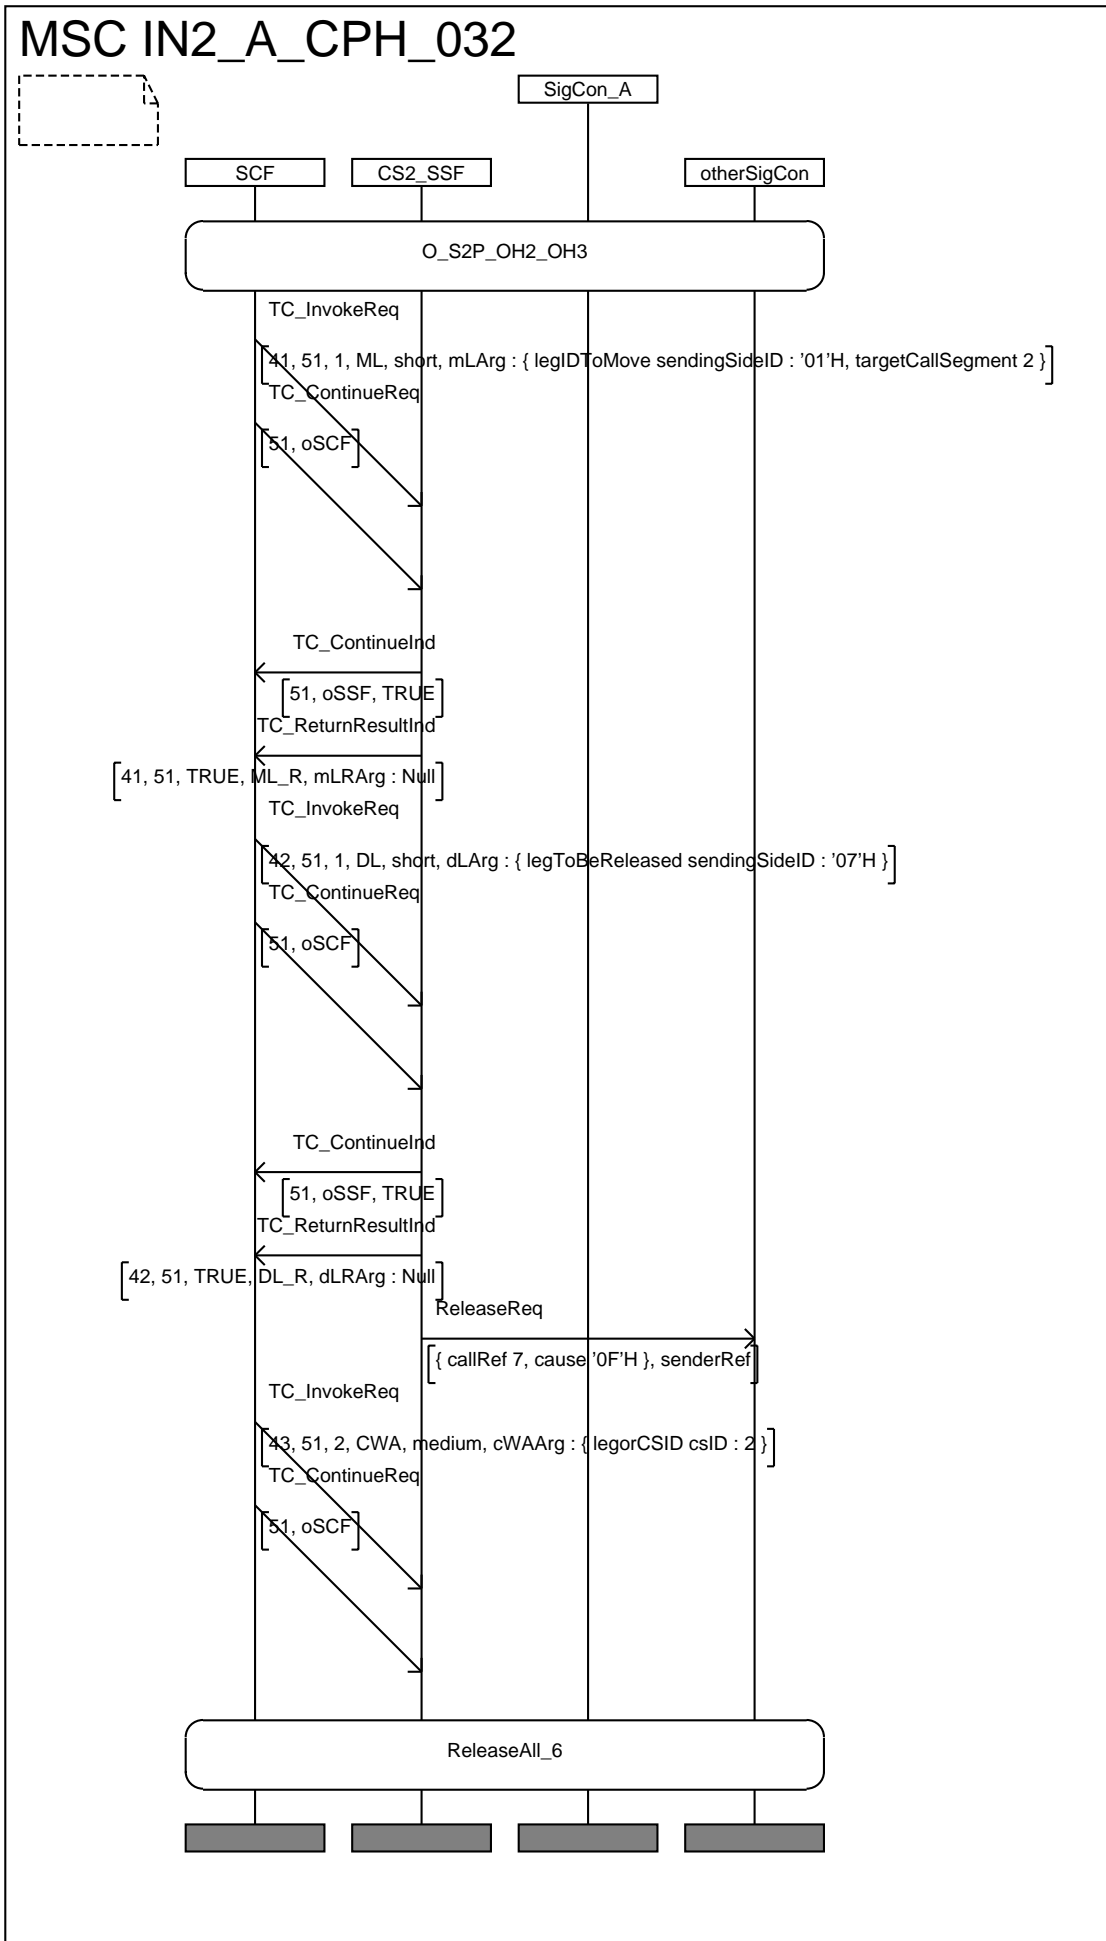 MSC IN2_A_CPH_032
SigCon_A
SCF CS2_SSF otherSigCon
O_S2P_OH2_OH3
TC_InvokeReq
41, 51, 1, ML, short, mLArg : { legIDToMove sendingSideID : '01'H, targetCallSegment 2 }
TC_ContinueReq
51, oSCF
TC_ContinueInd
51, oSSF, TRUE
TC_ReturnResultInd
41, 51, TRUE, ML_R, mLRArg : Null
TC_InvokeReq
42, 51, 1, DL, short, dLArg : { legToBeReleased sendingSideID : '07'H }
TC_ContinueReq
51, oSCF
TC_ContinueInd
51, oSSF, TRUE
TC_ReturnResultInd
42, 51, TRUE, DL_R, dLRArg : Null
ReleaseReq
{ callRef 7, cause '0F'H }, senderRef
TC_InvokeReq
43, 51, 2, CWA, medium, cWAArg : { legorCSID csID : 2 }
TC_ContinueReq
51, oSCF
ReleaseAll_6